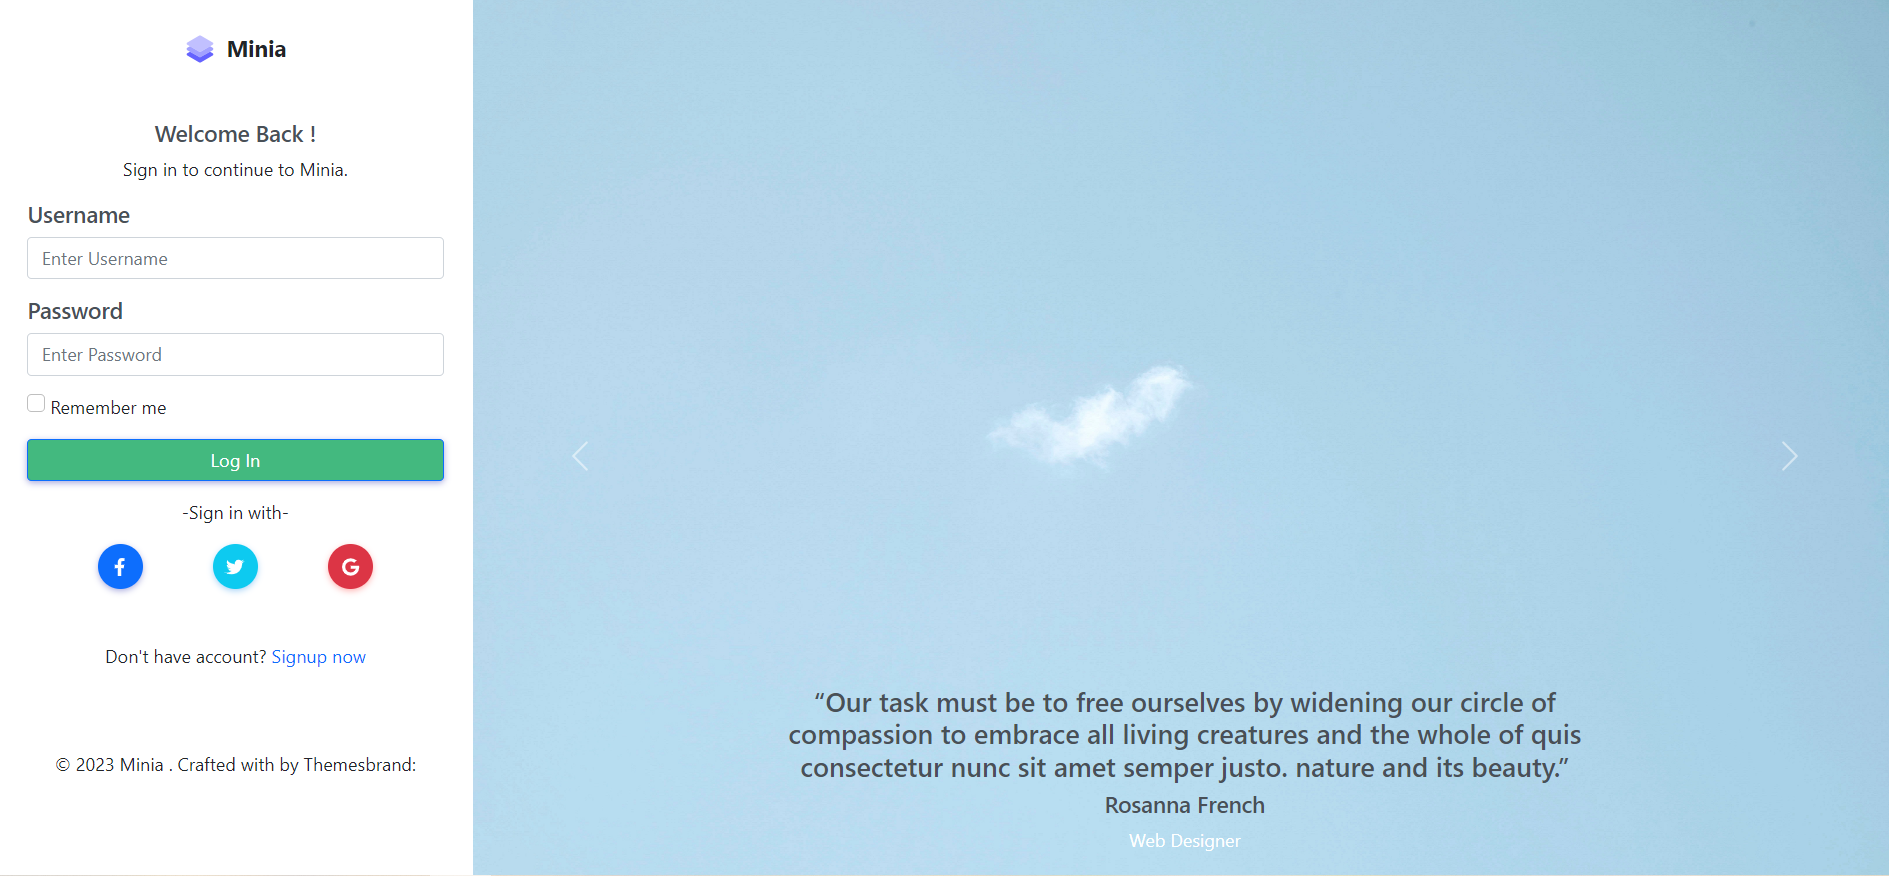 Minia
Welcome Back !
Sign in to continue to Minia.
Username
Enter Username
Password
Enter Password
Remember me
Log In
-Sign in with-
Don't have account? Signup now
© 2023 Minia . Crafted with by Themesbrand:
“Our task must be to free ourselves by widening our circle of
compassion to embrace all living creatures and the whole of quis
consectetur nunc sit amet semper justo. nature and its beauty.”
Rosanna French
Web Designer